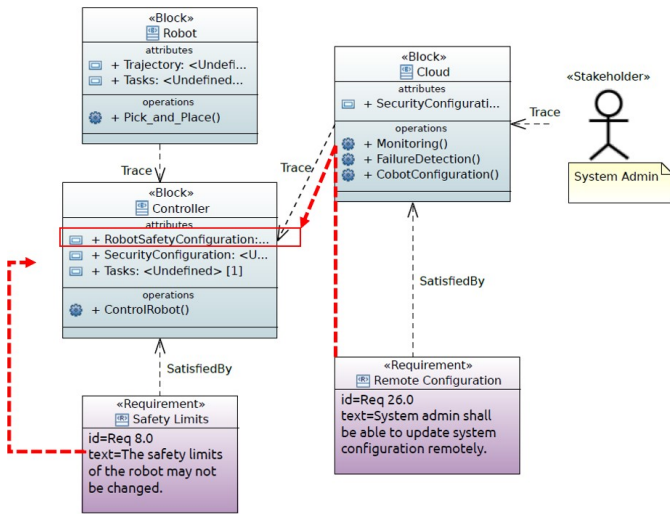 «Block»
Robot
attributes
+ Trajectory: <Undefi...
+ Tasks: <Undefined...
operations
+ Pick_and_Place()
«Block»
Cloud
attributes
+ SecurityConfigurati...
operations
+ Monitoring()
+ FailureDetection()
+ CobotConfiguration()
«Stakeholder»
Trace
System Admin
Trace
Trace
«Block»
Controller
attributes
+ RobotSafetyConfiguration:...
+ SecurityConfiguration: <U...
+ Tasks: <Undefined> [1]
operations
+ ControlRobot()
SatisfiedBy
SatisfiedBy
«Requirement»
<R> Safety Limits
id=Req 8.0
text=The safety limits
of the robot may not
be changed.
«Requirement»
<R> Remote Configuration
id=Req 26.0
text=System admin shall
be able to update system
configuration remotely.